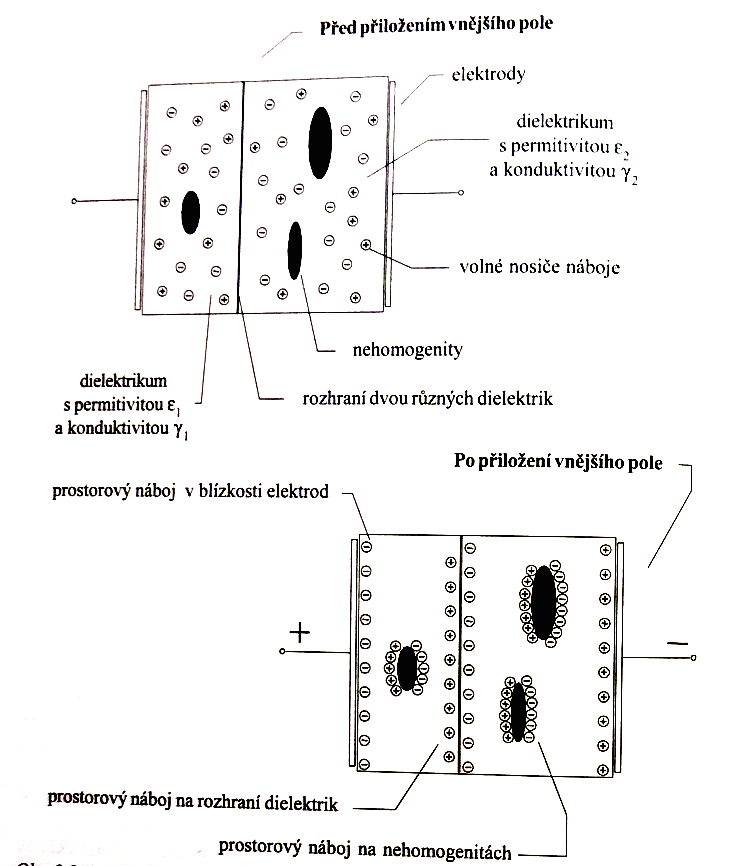 Před přiložením vnějšího pole
elektrody
dielektrikum
s permitivitou ε₂
a konduktivitou γ₂
volné nosiče náboje
nehomogenity
dielektrikum
s permitivitou ε₁
a konduktivitou γ₁
rozhraní dvou různých dielektrik
Po přiložení vnějšího pole
prostorový náboj v blízkosti elektrod
+
−
prostorový náboj na rozhraní dielektrik
prostorový náboj na nehomogenitách